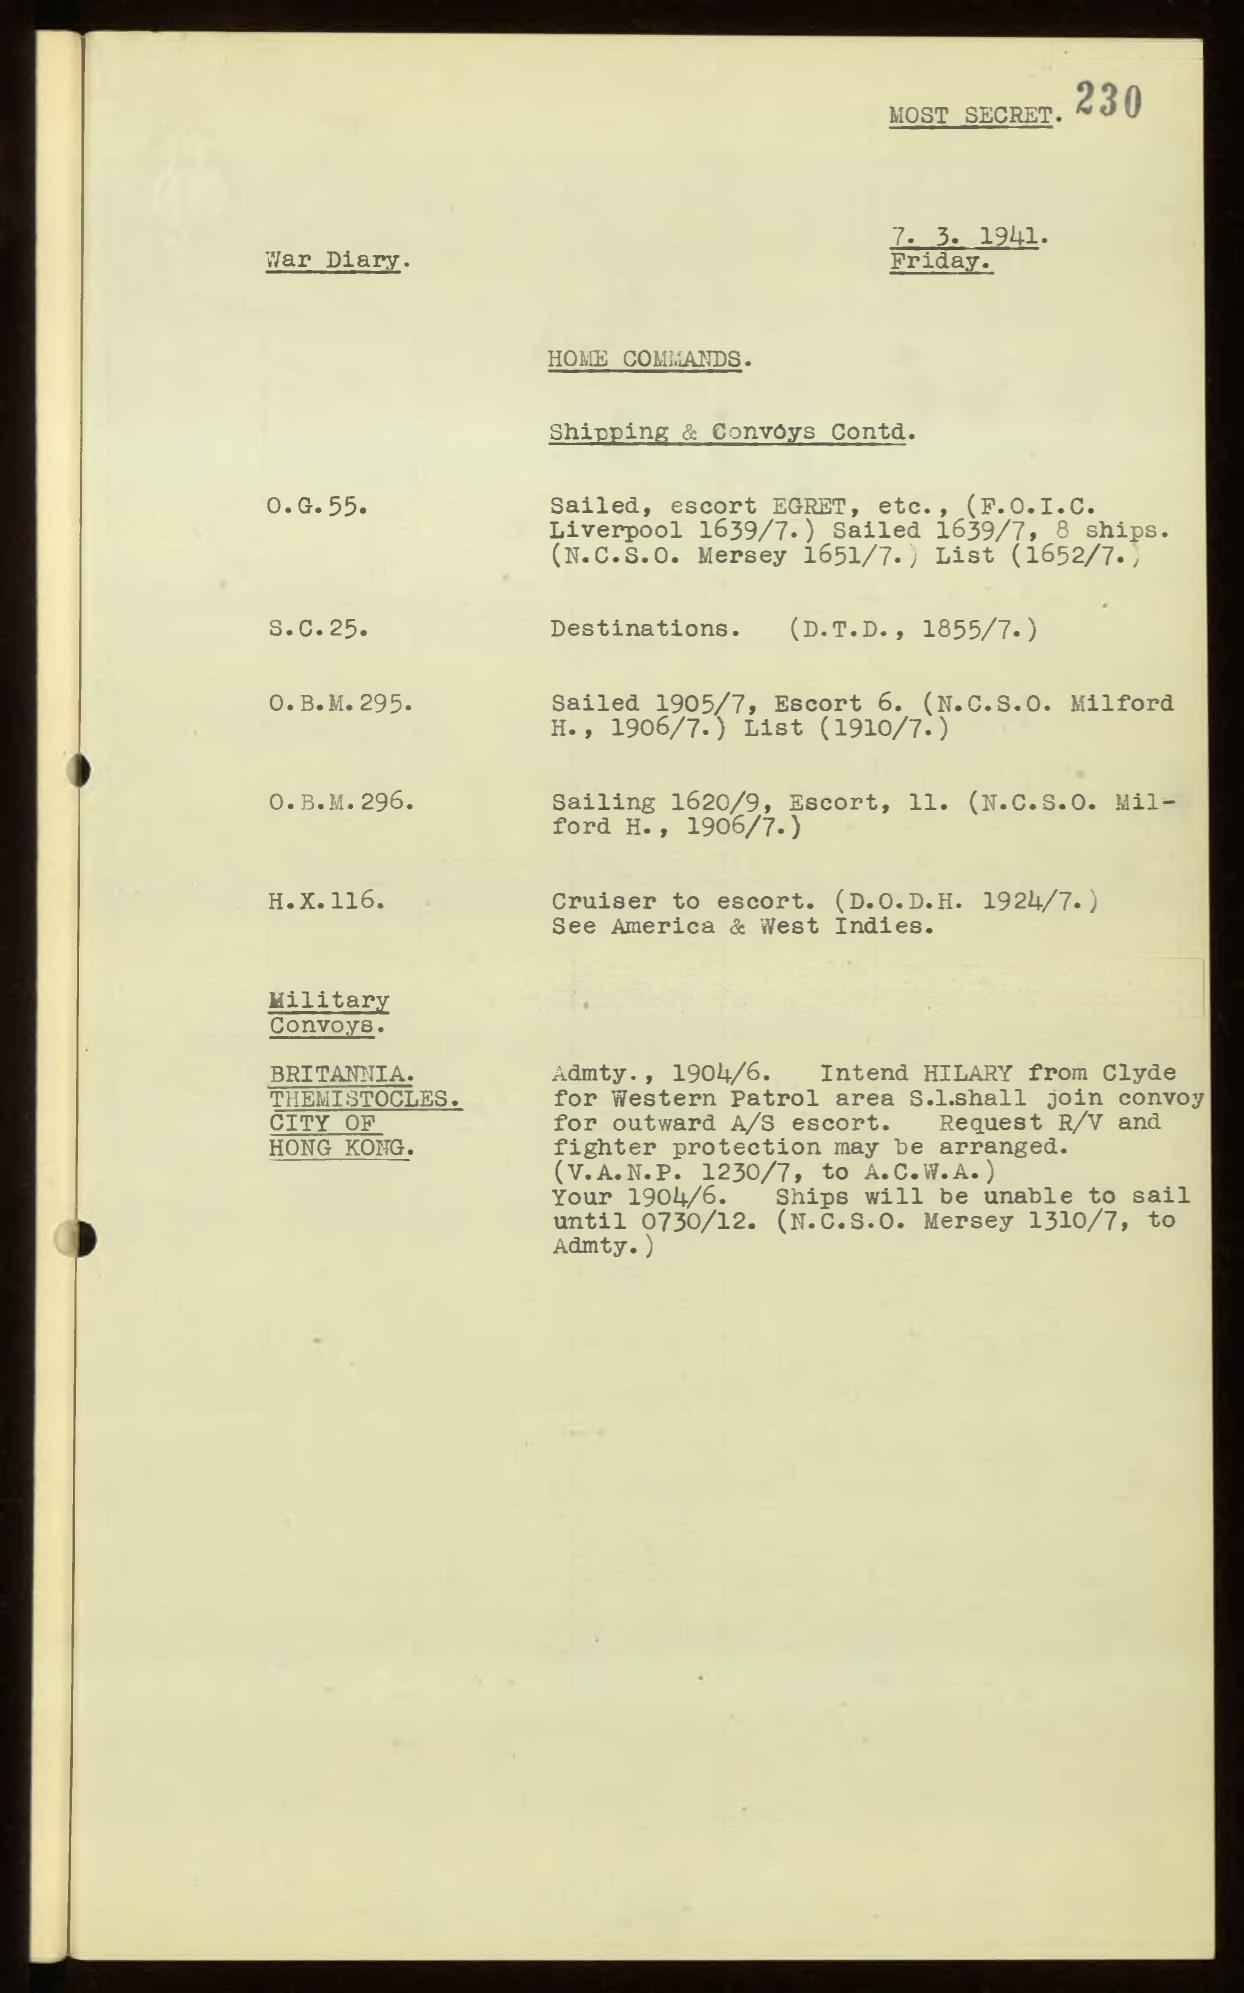 MOST SECRET. 230
7. 3. 1941.
War Diary.
Friday.
HOME COMMANDS.
Shipping & Convoys Contd.
O.G.55.
Sailed, escort EGRET, etc., (F.O.I.C.
Liverpool 1639/7.) Sailed 1639/7, 8 ships.
(N.C.S.O. Mersey 1651/7.) List (1652/7.)
S.C.25.
Destinations. (D.T.D., 1855/7.)
O.B.M.295.
Sailed 1905/7, Escort 6. (N.C.S.O. Milford
H., 1906/7.) List (1910/7.)
O.B.M.296.
Sailing 1620/9, Escort, 11. (N.C.S.O. Mil-
ford H., 1906/7.)
H.X.116.
Cruiser to escort. (D.O.D.H. 1924/7.)
See America & West Indies.
Military
Convoys.
BRITANNIA.
THEMISTOCLES.
CITY OF
HONG KONG.
Admty., 1904/6. Intend HILARY from Clyde
for Western Patrol area S.1.shall join convoy
for outward A/S escort. Request R/V and
fighter protection may be arranged.
(V.A.N.P. 1230/7, to A.C.W.A.)
Your 1904/6. Ships will be unable to sail
until 0730/12. (N.C.S.O. Mersey 1310/7, to
Admty.)